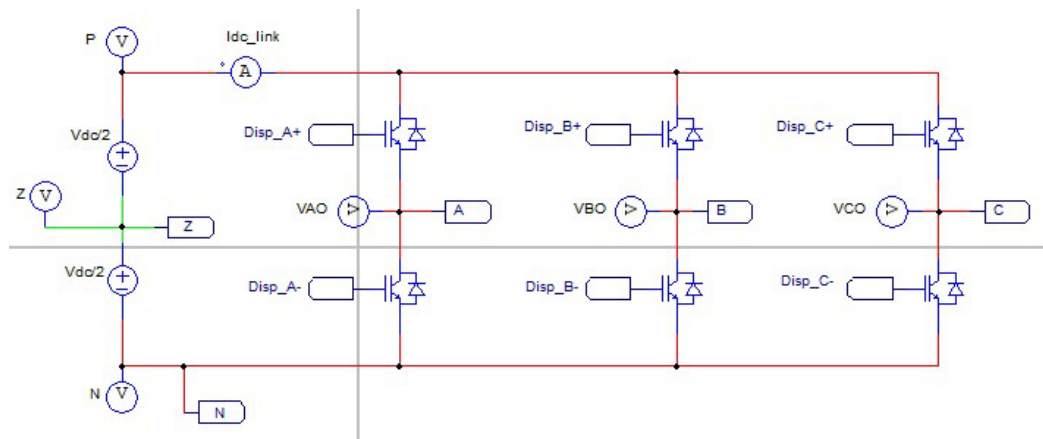 Idc_link
P
V
A
Vdc/2
Disp_A+
Disp_B+
Disp_C+
Z
V
Z
VAO
V
A
VBO
V
B
VCO
V
C
Vdc/2
Disp_A-
Disp_B-
Disp_C-
N
V
N